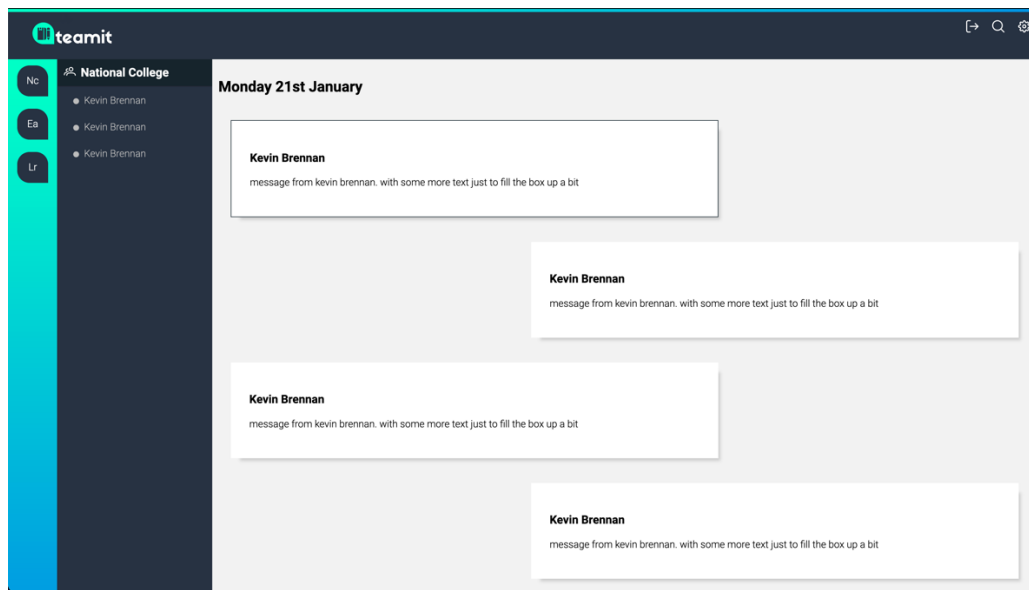 teamit
Nc
Ea
Lr
National College
Kevin Brennan
Kevin Brennan
Kevin Brennan
Monday 21st January
Kevin Brennan
message from kevin brennan. with some more text just to fill the box up a bit
Kevin Brennan
message from kevin brennan. with some more text just to fill the box up a bit
Kevin Brennan
message from kevin brennan. with some more text just to fill the box up a bit
Kevin Brennan
message from kevin brennan. with some more text just to fill the box up a bit